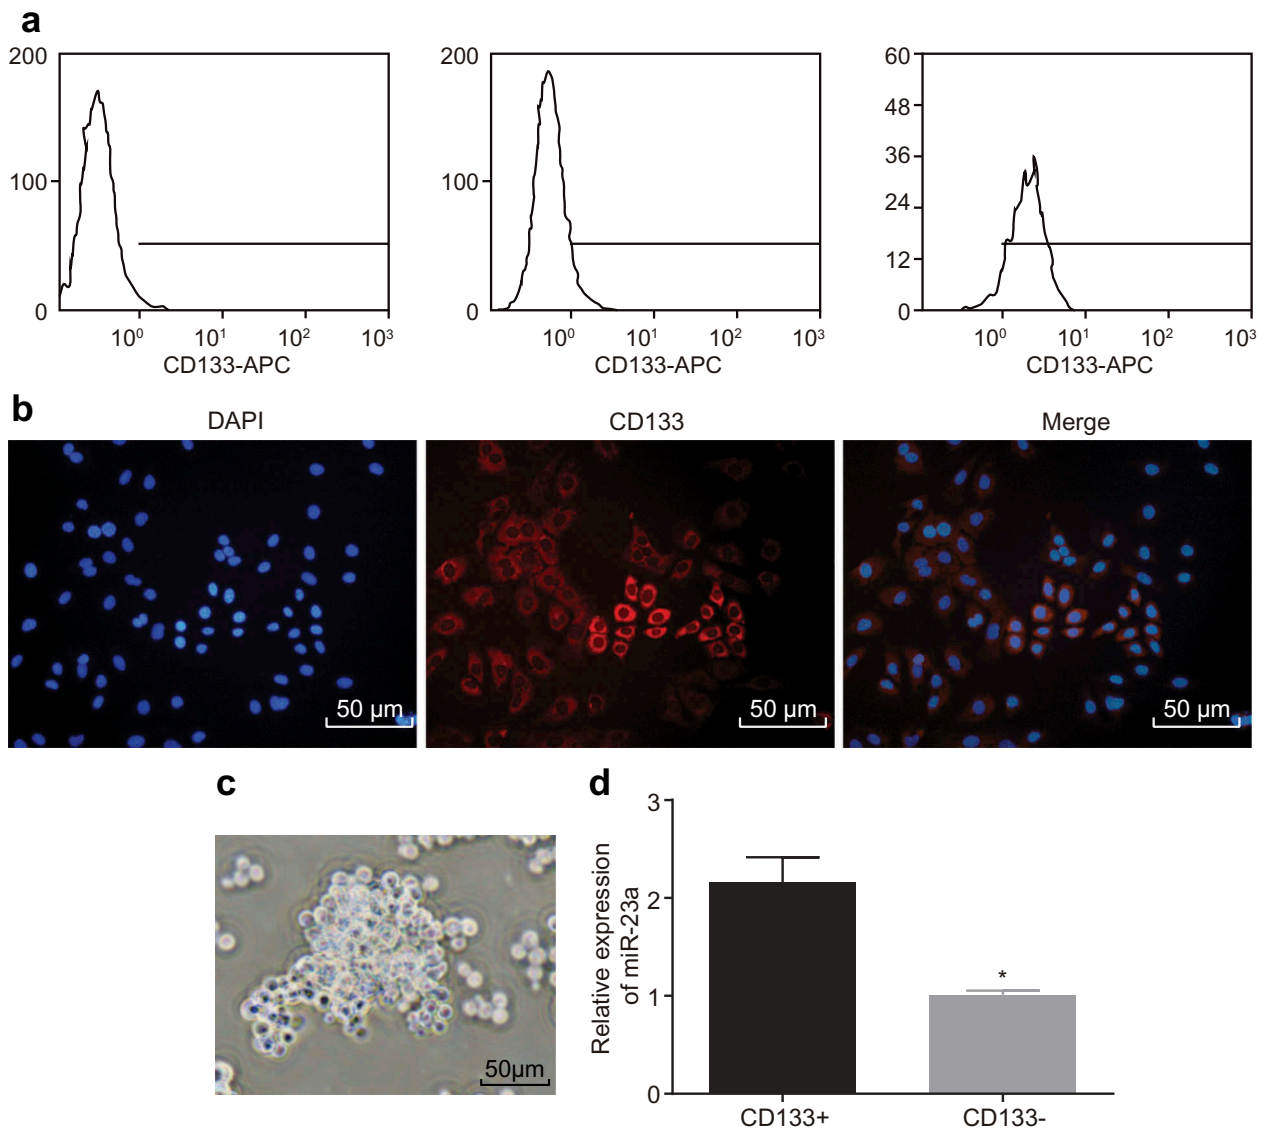 a
200
100
0
10⁰ 10¹ 10² 10³
CD133-APC
200
100
0
10⁰ 10¹ 10² 10³
CD133-APC
60
48
36
24
12
0
10⁰ 10¹ 10² 10³
CD133-APC
b
DAPI
CD133
Merge
50 µm
50 µm
50 µm
c
50µm
d
Relative expression
of miR-23a
3
2
1
0
*
CD133+
CD133-